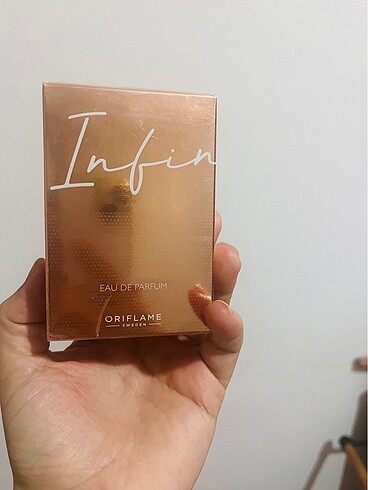 Infin
EAU DE PARFUM
ORIFLAME
SWEDEN